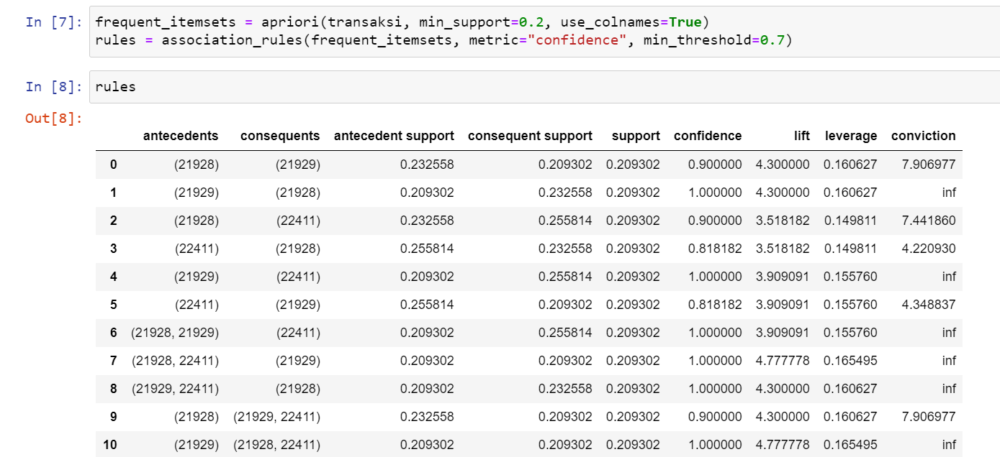 In [7]: frequent_itemsets = apriori(transaksi, min_support=0.2, use_colnames=True)
rules = association_rules(frequent_itemsets, metric="confidence", min_threshold=0.7)
In [8]: rules
Out[8]:
antecedents consequents antecedent support consequent support support confidence lift leverage conviction
0 (21928) (21929) 0.232558 0.209302 0.209302 0.900000 4.300000 0.160627 7.906977
1 (21929) (21928) 0.209302 0.232558 0.209302 1.000000 4.300000 0.160627 inf
2 (21928) (22411) 0.232558 0.255814 0.209302 0.900000 3.518182 0.149811 7.441860
3 (22411) (21928) 0.255814 0.232558 0.209302 0.818182 3.518182 0.149811 4.220930
4 (21929) (22411) 0.209302 0.255814 0.209302 1.000000 3.909091 0.155760 inf
5 (22411) (21929) 0.255814 0.209302 0.209302 0.818182 3.909091 0.155760 4.348837
6 (21928, 21929) (22411) 0.209302 0.255814 0.209302 1.000000 3.909091 0.155760 inf
7 (21928, 22411) (21929) 0.209302 0.209302 0.209302 1.000000 4.777778 0.165495 inf
8 (21929, 22411) (21928) 0.209302 0.232558 0.209302 1.000000 4.300000 0.160627 inf
9 (21928) (21929, 22411) 0.232558 0.209302 0.209302 0.900000 4.300000 0.160627 7.906977
10 (21929) (21928, 22411) 0.209302 0.209302 0.209302 1.000000 4.777778 0.165495 inf